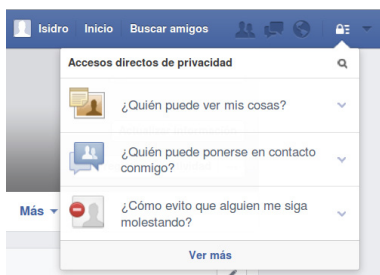 Isidro Inicio Buscar amigos
Accesos directos de privacidad
¿Quién puede ver mis cosas?
¿Quién puede ponerse en contacto
conmigo?
Más
¿Cómo evito que alguien me siga
molestando?
Ver más